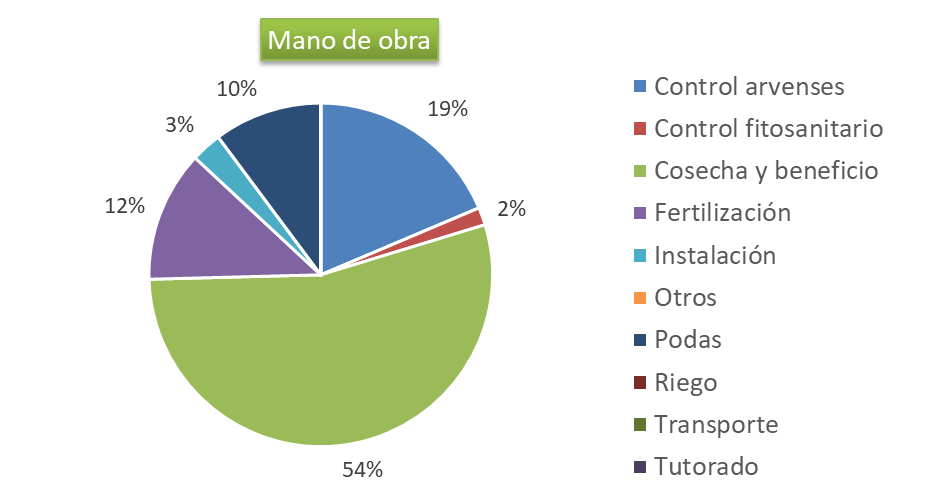 Mano de obra
10%
19%
3%
12%
2%
54%
Control arvenses
Control fitosanitario
Cosecha y beneficio
Fertilización
Instalación
Otros
Podas
Riego
Transporte
Tutorado